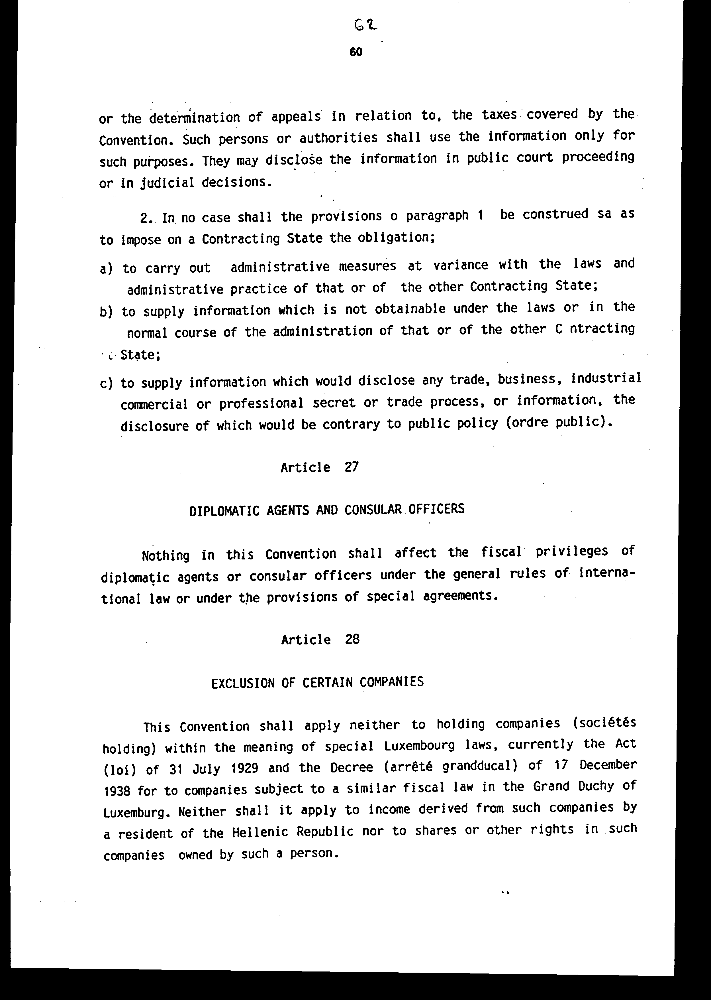 62
60
or the determination of appeals in relation to, the taxes covered by the
Convention. Such persons or authorities shall use the information only for
such purposes. They may disclose the information in public court proceeding
or in judicial decisions.
2. In no case shall the provisions o paragraph 1 be construed sa as
to impose on a Contracting State the obligation;
a) to carry out administrative measures at variance with the laws and
administrative practice of that or of the other Contracting State;
b) to supply information which is not obtainable under the laws or in the
normal course of the administration of that or of the other C ntracting
State;
c) to supply information which would disclose any trade, business, industrial
commercial or professional secret or trade process, or information, the
disclosure of which would be contrary to public policy (ordre public).
Article 27
DIPLOMATIC AGENTS AND CONSULAR OFFICERS
Nothing in this Convention shall affect the fiscal privileges of
diplomatic agents or consular officers under the general rules of interna-
tional law or under the provisions of special agreements.
Article 28
EXCLUSION OF CERTAIN COMPANIES
This Convention shall apply neither to holding companies (sociétés
holding) within the meaning of special Luxembourg laws, currently the Act
(loi) of 31 July 1929 and the Decree (arrêté grandducal) of 17 December
1938 for to companies subject to a similar fiscal law in the Grand Duchy of
Luxemburg. Neither shall it apply to income derived from such companies by
a resident of the Hellenic Republic nor to shares or other rights in such
companies owned by such a person.